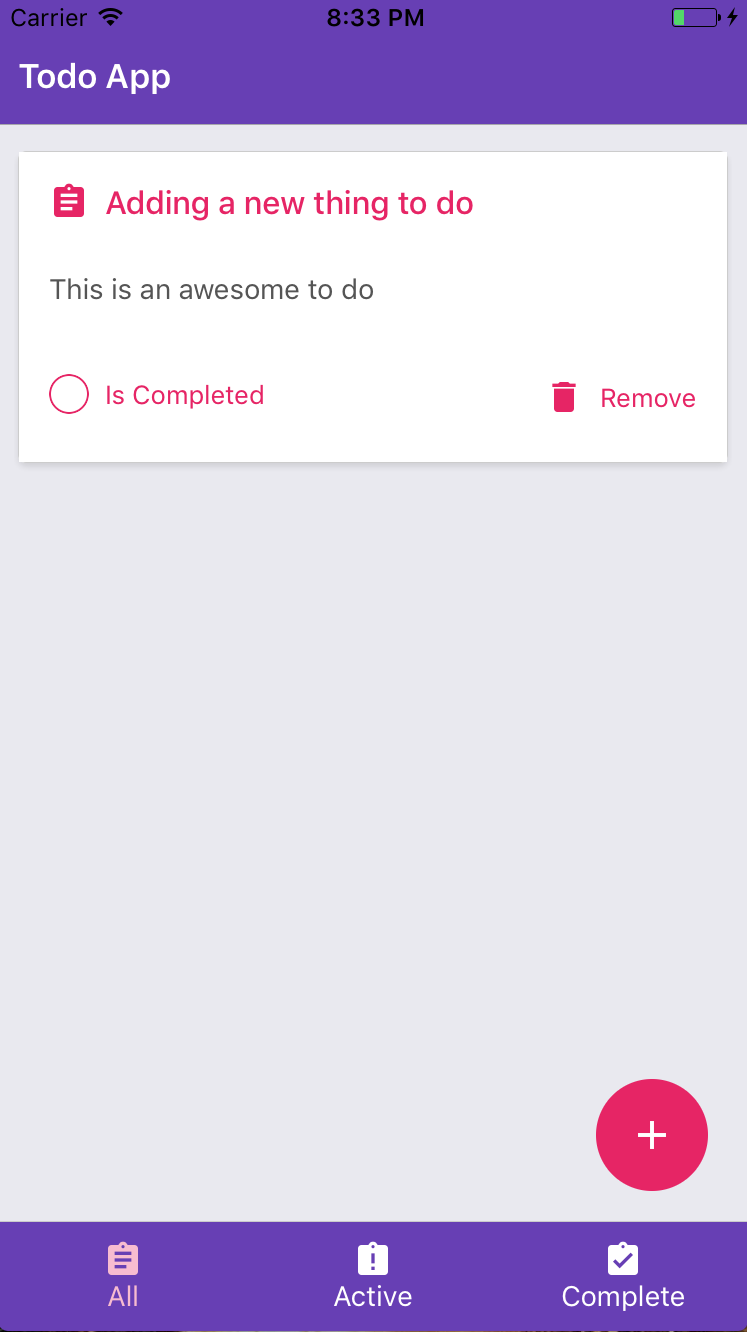 Carrier 8:33 PM
Todo App
Adding a new thing to do
This is an awesome to do
Is Completed Remove
All Active Complete